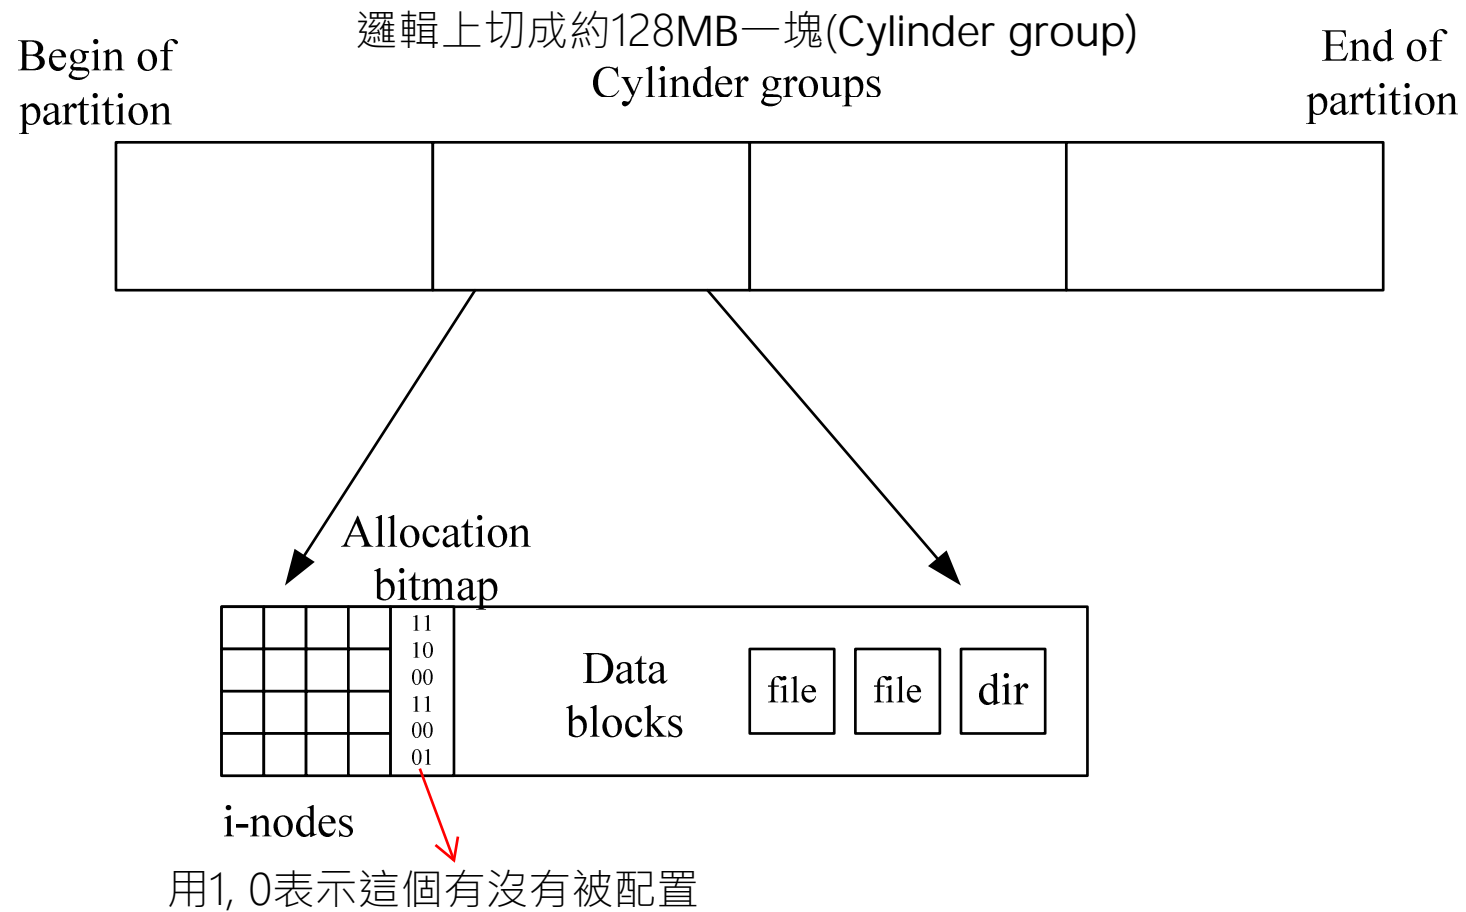 邏輯上切成約128MB一塊(Cylinder group)
Begin of
partition
Cylinder groups
End of
partition
Allocation
bitmap
11
10
00
11
00
01
Data
blocks
file
file
dir
i-nodes
用1, 0表示這個有沒有被配置